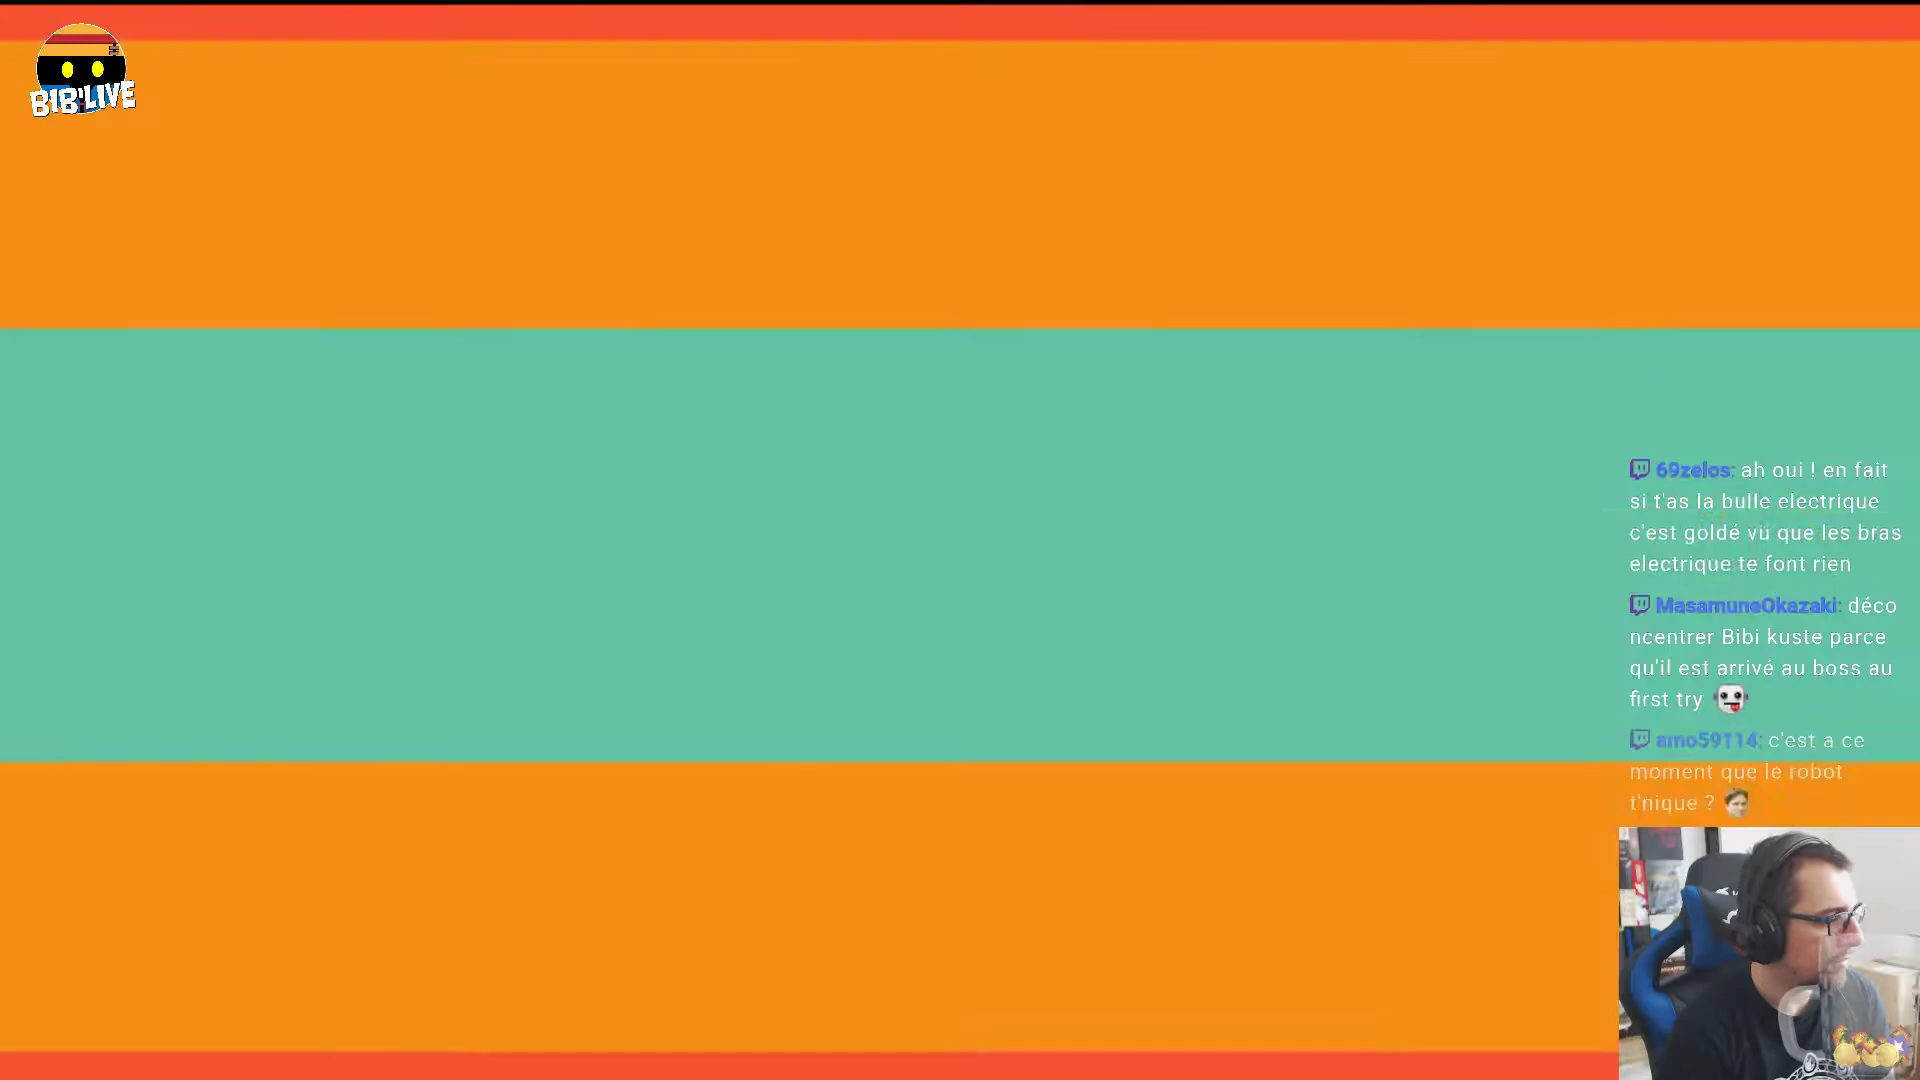 BIB'LIVE
69zelos: ah oui ! en fait
si t'as la bulle electrique
c'est goldé vu que les bras
electrique te font rien
MasamuneOkazaki: déco
ncentrer Bibi kuste parce
qu'il est arrivé au boss au
first try
amo59114: c'est a ce
moment que le robot
t'nique ?